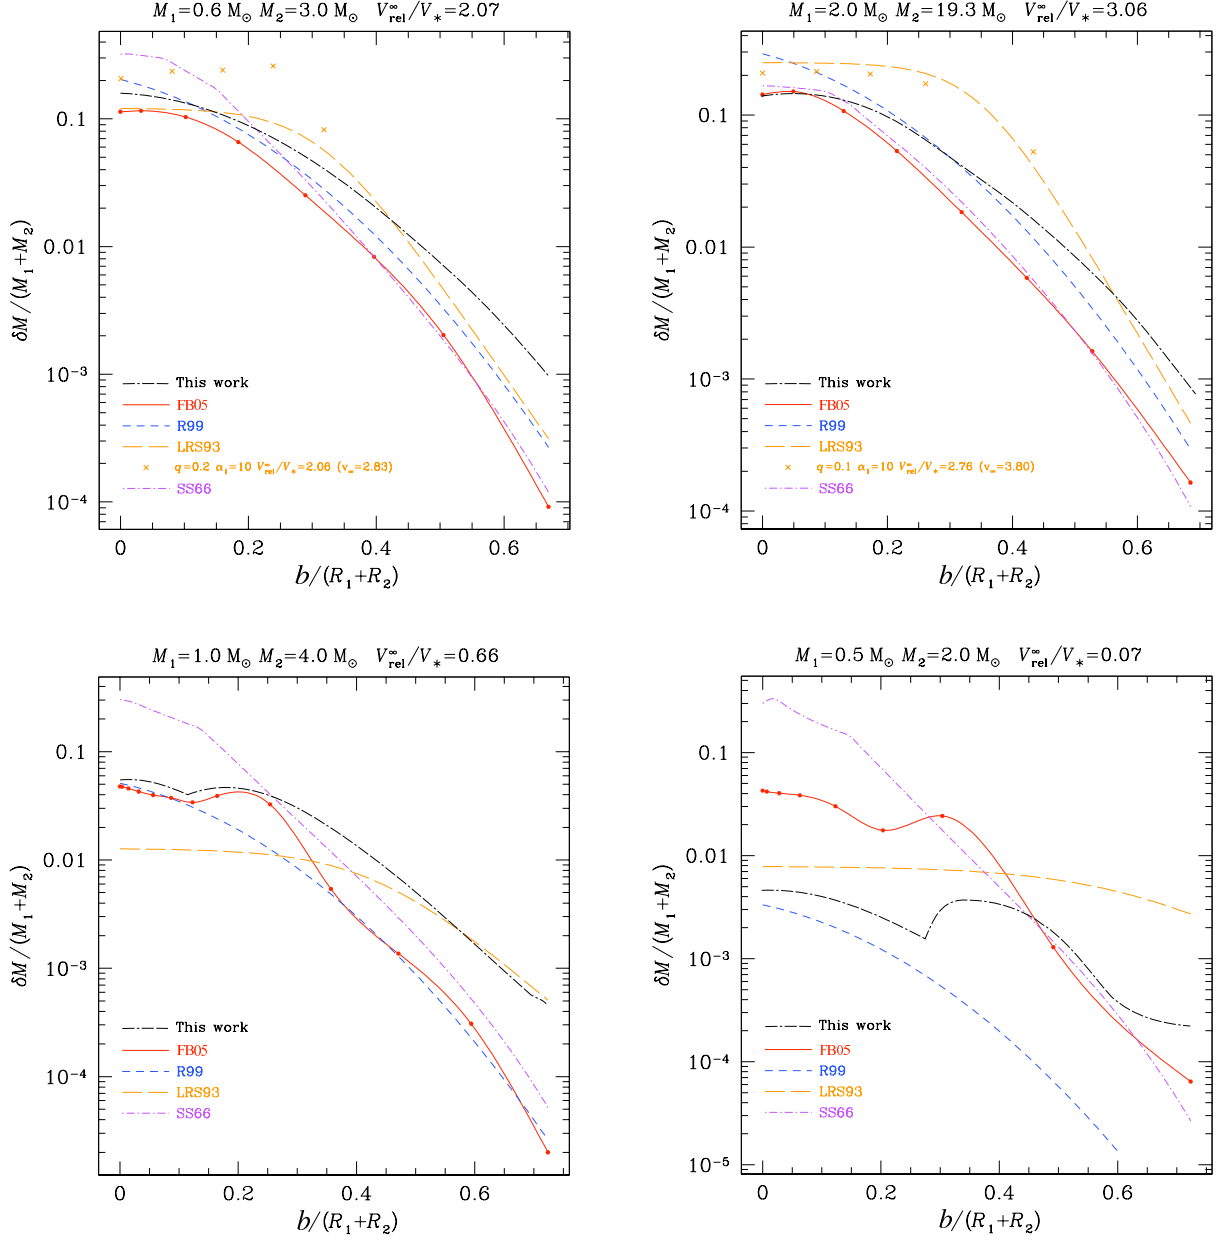 M₁=0.6 M⊙ M₂=3.0 M⊙ V∞rel/V*=2.07
0.1
0.01
10⁻³
10⁻⁴
δM/(M₁+M₂)
This work
FB05
R99
LRS93
q=0.2 α₁=10 V∞rel/V*=2.06 (v∞=2.83)
SS66
0 0.2 0.4 0.6
b/(R₁+R₂)
M₁=2.0 M⊙ M₂=19.3 M⊙ V∞rel/V*=3.06
0.1
0.01
10⁻³
10⁻⁴
δM/(M₁+M₂)
This work
FB05
R99
LRS93
q=0.1 α₁=10 V∞rel/V*=2.76 (v∞=3.80)
SS66
0 0.2 0.4 0.6
b/(R₁+R₂)
M₁=1.0 M⊙ M₂=4.0 M⊙ V∞rel/V*=0.66
0.1
0.01
10⁻³
10⁻⁴
δM/(M₁+M₂)
This work
FB05
R99
LRS93
SS66
0 0.2 0.4 0.6
b/(R₁+R₂)
M₁=0.5 M⊙ M₂=2.0 M⊙ V∞rel/V*=0.07
0.1
0.01
10⁻³
10⁻⁴
10⁻⁵
δM/(M₁+M₂)
This work
FB05
R99
LRS93
SS66
0 0.2 0.4 0.6
b/(R₁+R₂)